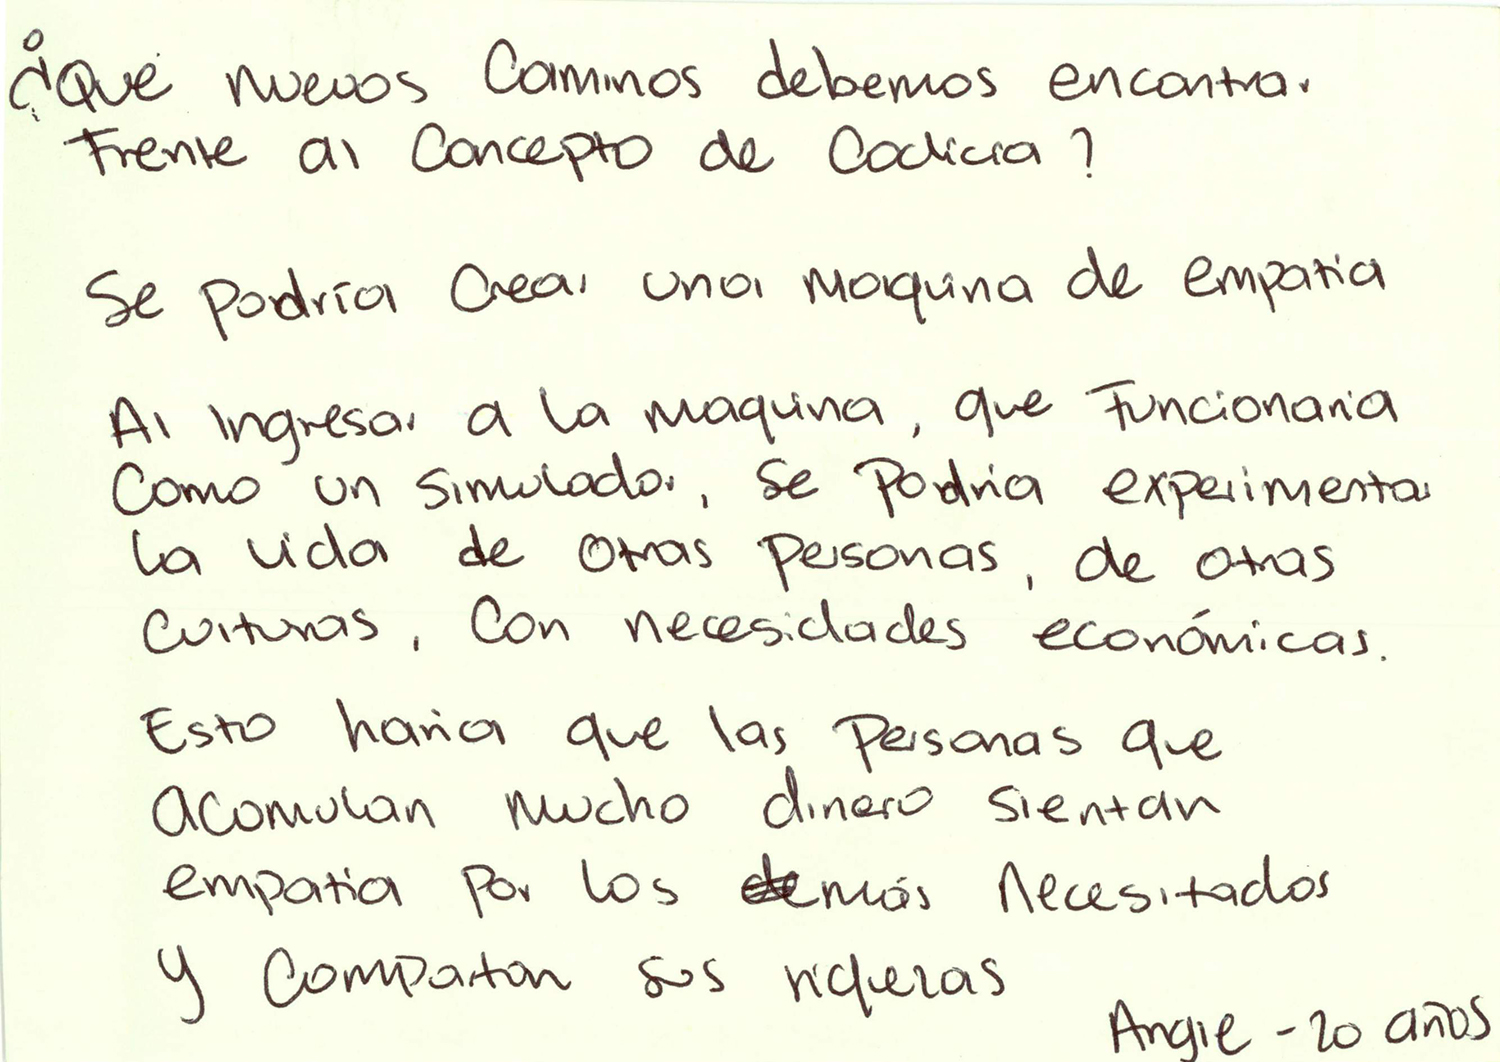 ¿Qué nuevos Caminos debemos encontrar
Frente al Concepto de Codicia?
Se podría Crear una Maquina de empatia
Al Ingresar a la maquina, que Funcionaria
Como un simulador, se Podria experimentar
La vida de otras personas, de otras
Culturas, Con necesidades económicas.
Esto haria que las Personas que
acomulan mucho dinero sientan
empatia por los más necesitados
y Compartan sus riquezas
Angie - 20 años